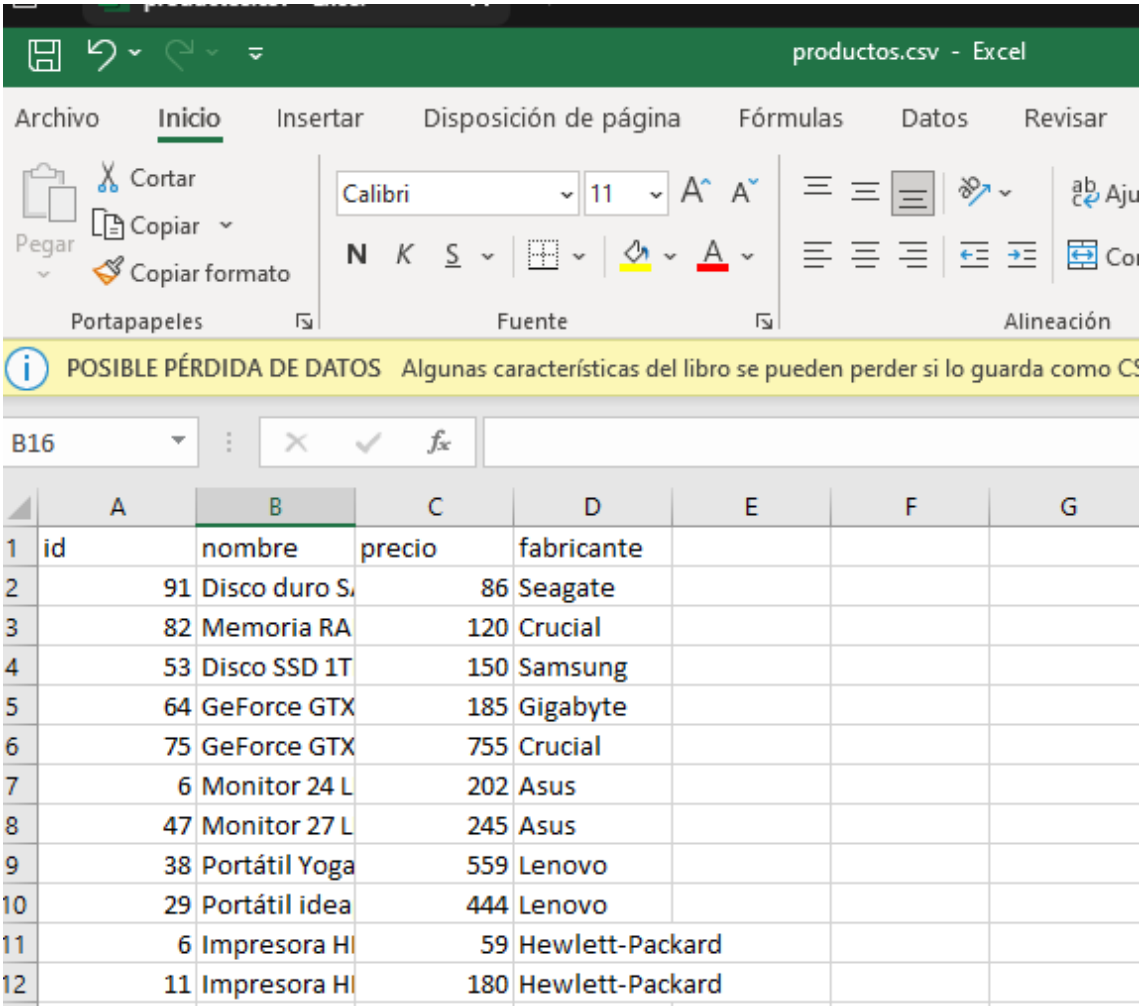 productos.csv - Excel
Archivo Inicio Insertar Disposición de página Fórmulas Datos Revisar
Cortar
Copiar
Pegar
Copiar formato
Calibri 11 A A
N K S A
ab
c Aju
Portapapeles Fuente Alineación
POSIBLE PÉRDIDA DE DATOS Algunas características del libro se pueden perder si lo guarda como CS
B16 fx
A B C D E F G
1 id nombre precio fabricante
2 91 Disco duro SA 86 Seagate
3 82 Memoria RA 120 Crucial
4 53 Disco SSD 1T 150 Samsung
5 64 GeForce GTX 185 Gigabyte
6 75 GeForce GTX 755 Crucial
7 6 Monitor 24 L 202 Asus
8 47 Monitor 27 L 245 Asus
9 38 Portátil Yoga 559 Lenovo
10 29 Portátil idea 444 Lenovo
11 6 Impresora H 59 Hewlett-Packard
12 11 Impresora H 180 Hewlett-Packard